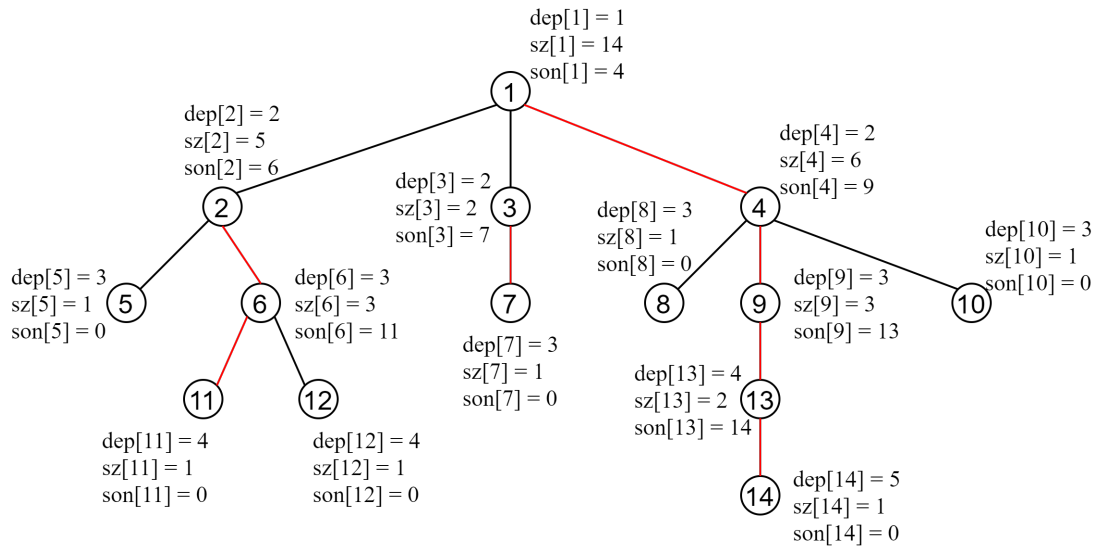 dep[1] = 1
sz[1] = 14
son[1] = 4
1
dep[2] = 2
sz[2] = 5
son[2] = 6
2
dep[3] = 2
sz[3] = 2
son[3] = 7
3
dep[4] = 2
sz[4] = 6
son[4] = 9
4
dep[5] = 3
sz[5] = 1
son[5] = 0
5
dep[6] = 3
sz[6] = 3
son[6] = 11
6
7
dep[7] = 3
sz[7] = 1
son[7] = 0
dep[8] = 3
sz[8] = 1
son[8] = 0
8
dep[9] = 3
sz[9] = 3
son[9] = 13
9
dep[10] = 3
sz[10] = 1
son[10] = 0
10
11
dep[11] = 4
sz[11] = 1
son[11] = 0
12
dep[12] = 4
sz[12] = 1
son[12] = 0
dep[13] = 4
sz[13] = 2
son[13] = 14
13
14
dep[14] = 5
sz[14] = 1
son[14] = 0